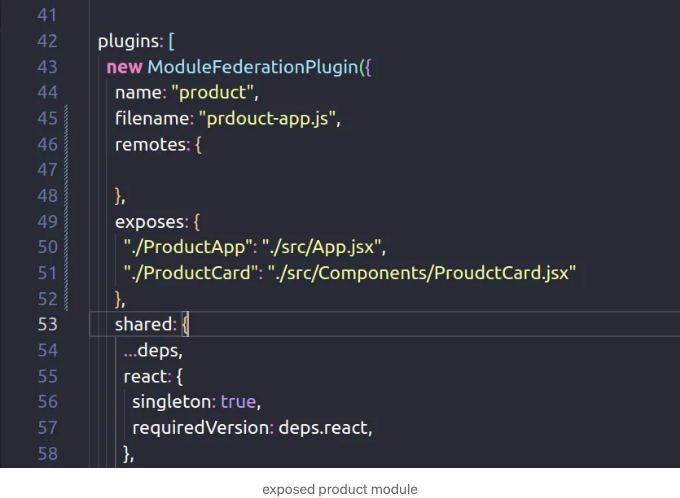 41
42 plugins: [
43 new ModuleFederationPlugin({
44 name: "product",
45 filename: "prdouct-app.js",
46 remotes: {
47
48 },
49 exposes: {
50 "./ProductApp": "./src/App.jsx",
51 "./ProductCard": "./src/Components/ProudctCard.jsx"
52 },
53 shared: {
54 ...deps,
55 react: {
56 singleton: true,
57 requiredVersion: deps.react,
58 },
exposed product module